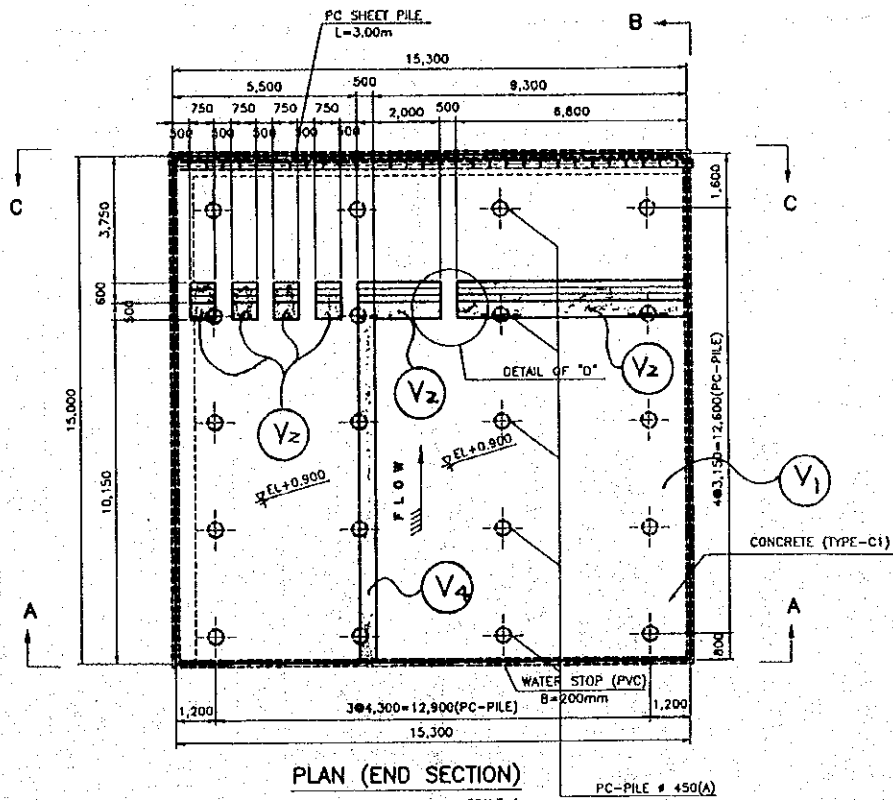 PC SHEET PILE
L=3.00m
B
15,300
5,500
500
9,300
750
750
750
750
2,000
500
6,800
500
500
500
500
500
C
C
3,750
600
500
15,000
10,150
1,600
4@3,150=12,600(PC-PILE)
800
DETAIL OF "D"
V2
V2
V2
V1
V4
EL+0.900
EL+0.900
FLOW
CONCRETE (TYPE-C1)
A
A
WATER STOP (PVC)
B=200mm
1,200
3@4,300=12,900(PC-PILE)
1,200
15,300
PLAN (END SECTION)
PC-PILE ø 450(A)